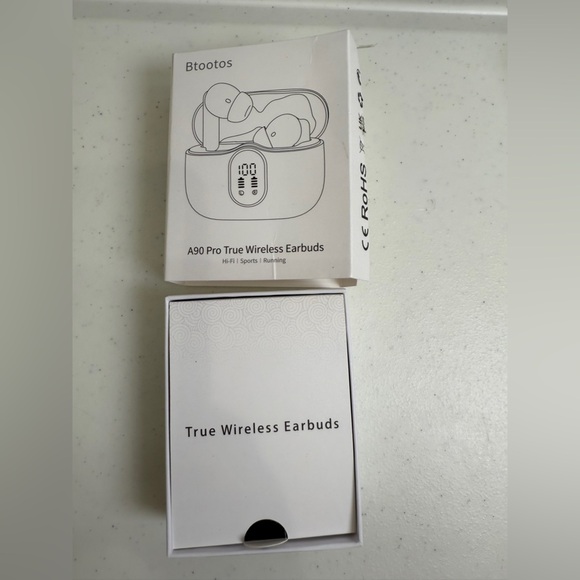 Btootos
100
A90 Pro True Wireless Earbuds
Hi-Fi | Sports | Running
CE RoHS
True Wireless Earbuds